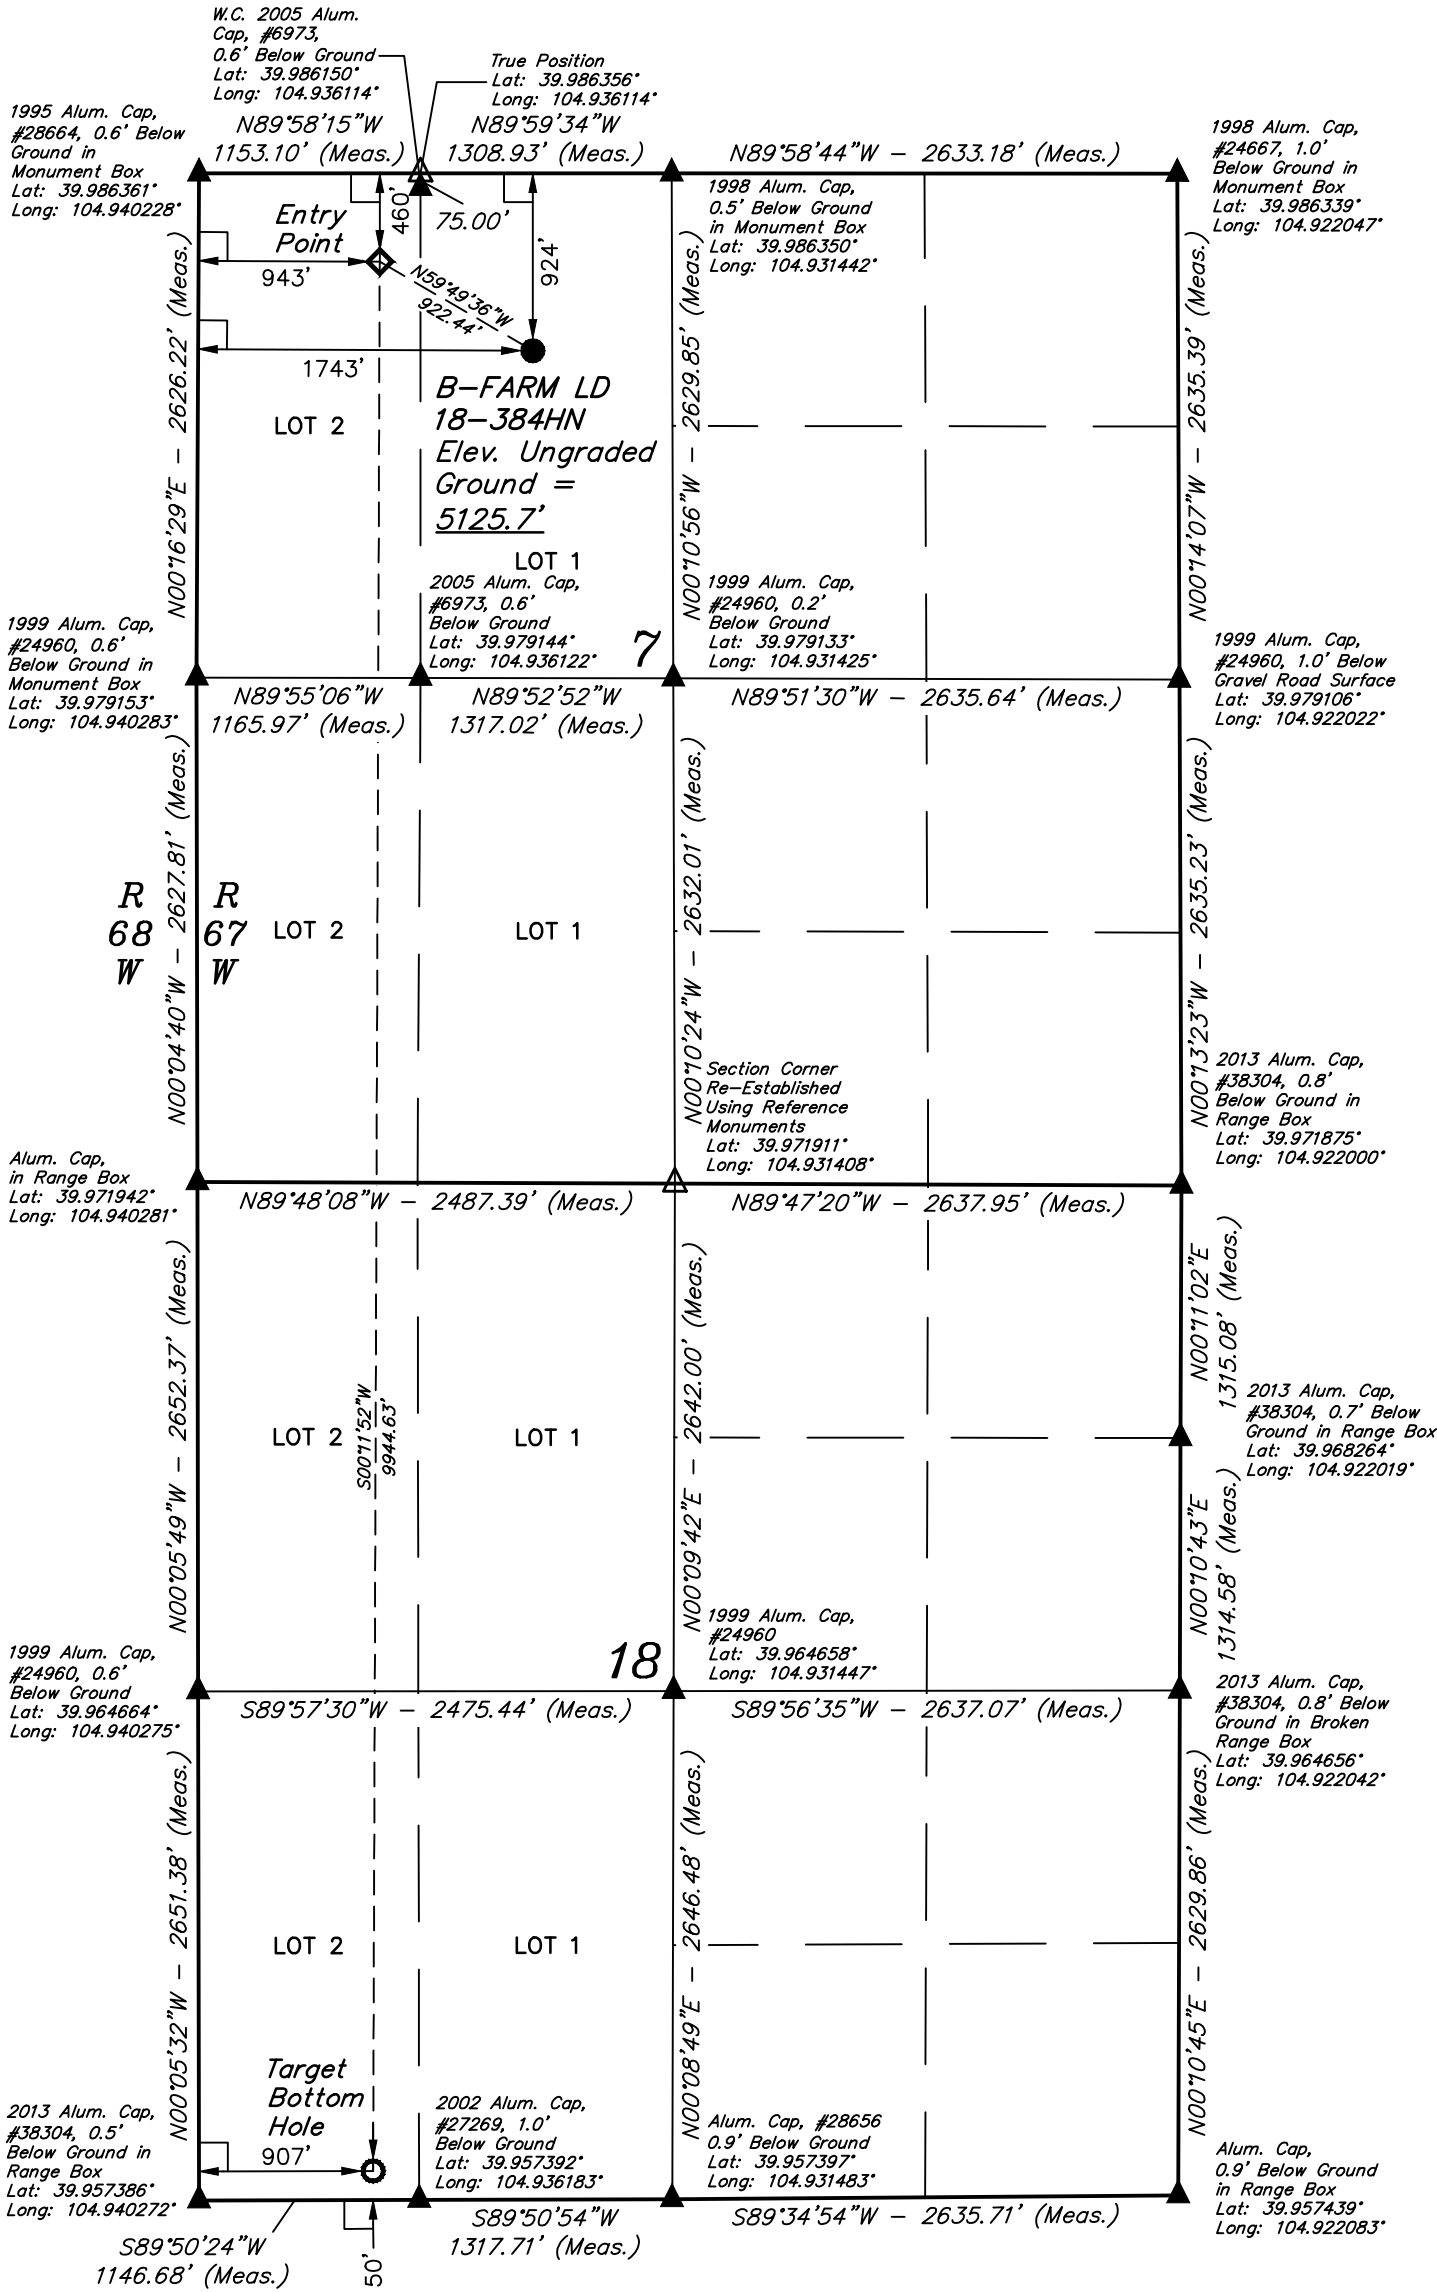 W.C. 2005 Alum.
Cap, #6973,
0.6' Below Ground
Lat: 39.986150°
Long: 104.936114°
True Position
Lat: 39.986356°
Long: 104.936114°
1995 Alum. Cap,
#28664, 0.6' Below
Ground in
Monument Box
Lat: 39.986361°
Long: 104.940228°
N89°58'15"W
1153.10' (Meas.)
N89°59'34"W
1308.93' (Meas.)
N89°58'44"W – 2633.18' (Meas.)
1998 Alum. Cap,
#24667, 1.0'
Below Ground in
Monument Box
Lat: 39.986339°
Long: 104.922047°
1998 Alum. Cap,
0.5' Below Ground
in Monument Box
Lat: 39.986350°
Long: 104.931442°
460'
75.00'
924'
Entry
Point
943'
N59°49'36"W
922.44'
1743'
B–FARM LD
18–384HN
Elev. Ungraded
Ground =
5125.7'
LOT 2
LOT 1
N00°16'29"E – 2626.22' (Meas.)
N00°10'56"W – 2629.85' (Meas.)
N00°14'07"W – 2635.39' (Meas.)
1999 Alum. Cap,
#24960, 0.6'
Below Ground in
Monument Box
Lat: 39.979153°
Long: 104.940283°
2005 Alum. Cap,
#6973, 0.6'
Below Ground
Lat: 39.979144°
Long: 104.936122°
7
1999 Alum. Cap,
#24960, 0.2'
Below Ground
Lat: 39.979133°
Long: 104.931425°
1999 Alum. Cap,
#24960, 1.0' Below
Gravel Road Surface
Lat: 39.979106°
Long: 104.922022°
N89°55'06"W
1165.97' (Meas.)
N89°52'52"W
1317.02' (Meas.)
N89°51'30"W – 2635.64' (Meas.)
N00°04'40"W – 2627.81' (Meas.)
N00°10'24"W – 2632.01' (Meas.)
N00°13'23"W – 2635.23' (Meas.)
R
68
W
R
67
W
LOT 2
LOT 1
Section Corner
Re–Established
Using Reference
Monuments
Lat: 39.971911°
Long: 104.931408°
2013 Alum. Cap,
#38304, 0.8'
Below Ground in
Range Box
Lat: 39.971875°
Long: 104.922000°
Alum. Cap,
in Range Box
Lat: 39.971942°
Long: 104.940281°
N89°48'08"W – 2487.39' (Meas.)
N89°47'20"W – 2637.95' (Meas.)
N00°05'49"W – 2652.37' (Meas.)
N00°09'42"E – 2642.00' (Meas.)
N00°11'02"E
1315.08' (Meas.)
S00°11'52"W
9944.63'
LOT 2
LOT 1
2013 Alum. Cap,
#38304, 0.7' Below
Ground in Range Box
Lat: 39.968264°
Long: 104.922019°
N00°10'43"E
1314.58' (Meas.)
1999 Alum. Cap,
#24960, 0.6'
Below Ground
Lat: 39.964664°
Long: 104.940275°
18
1999 Alum. Cap,
#24960
Lat: 39.964658°
Long: 104.931447°
2013 Alum. Cap,
#38304, 0.8' Below
Ground in Broken
Range Box
Lat: 39.964656°
Long: 104.922042°
S89°57'30"W – 2475.44' (Meas.)
S89°56'35"W – 2637.07' (Meas.)
N00°05'32"W – 2651.38' (Meas.)
N00°08'49"E – 2646.48' (Meas.)
N00°10'45"E – 2629.86' (Meas.)
LOT 2
LOT 1
Target
Bottom
Hole
907'
2013 Alum. Cap,
#38304, 0.5'
Below Ground in
Range Box
Lat: 39.957386°
Long: 104.940272°
2002 Alum. Cap,
#27269, 1.0'
Below Ground
Lat: 39.957392°
Long: 104.936183°
Alum. Cap, #28656
0.9' Below Ground
Lat: 39.957397°
Long: 104.931483°
Alum. Cap,
0.9' Below Ground
in Range Box
Lat: 39.957439°
Long: 104.922083°
S89°50'24"W
1146.68' (Meas.)
50'
S89°50'54"W
1317.71' (Meas.)
S89°34'54"W – 2635.71' (Meas.)